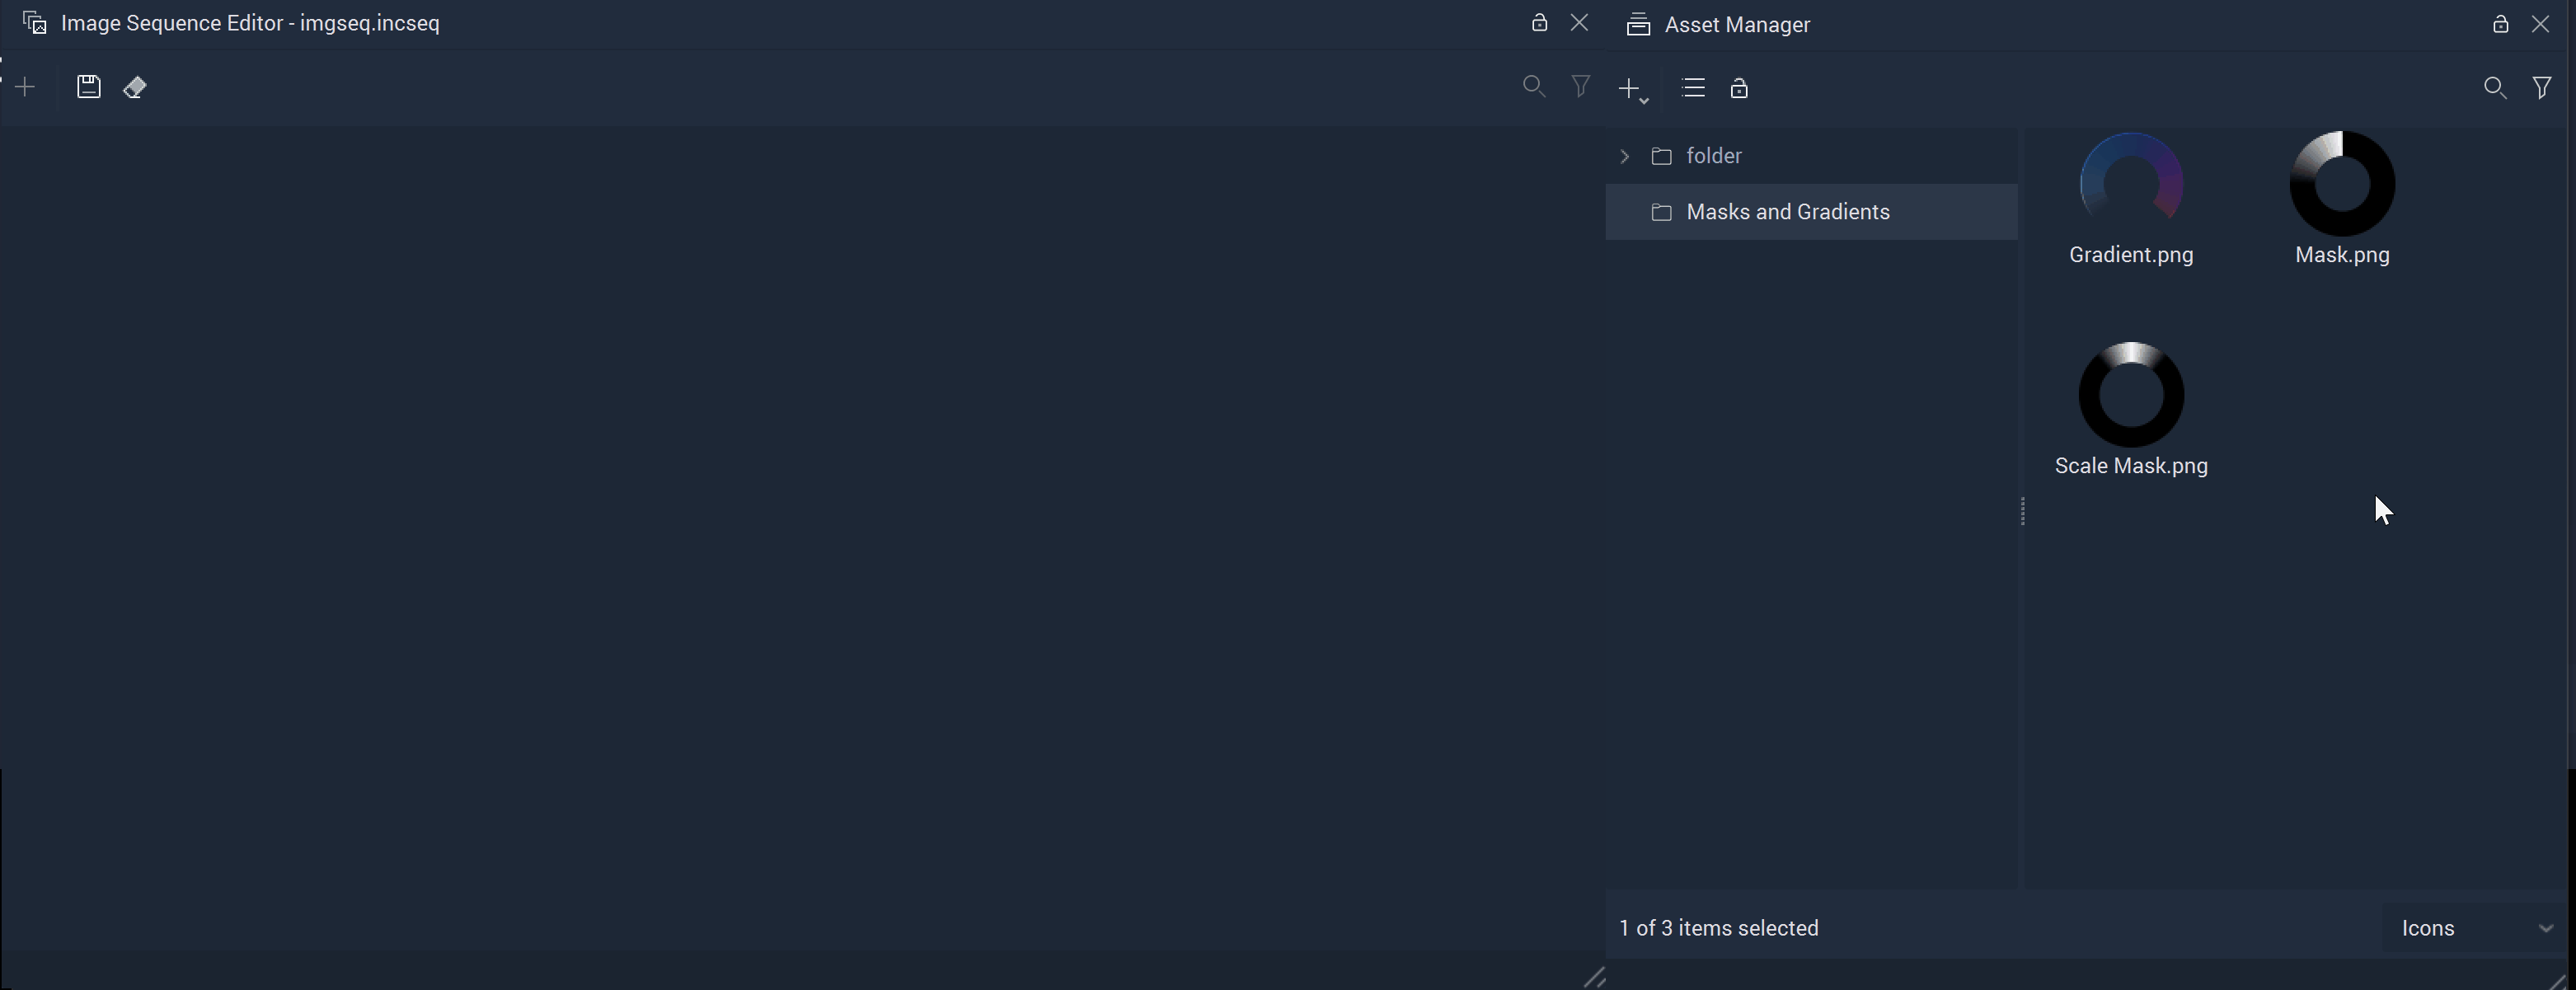 Image Sequence Editor - imgseq.incseq
Asset Manager
folder
Masks and Gradients
Gradient.png
Mask.png
Scale Mask.png
1 of 3 items selected
Icons